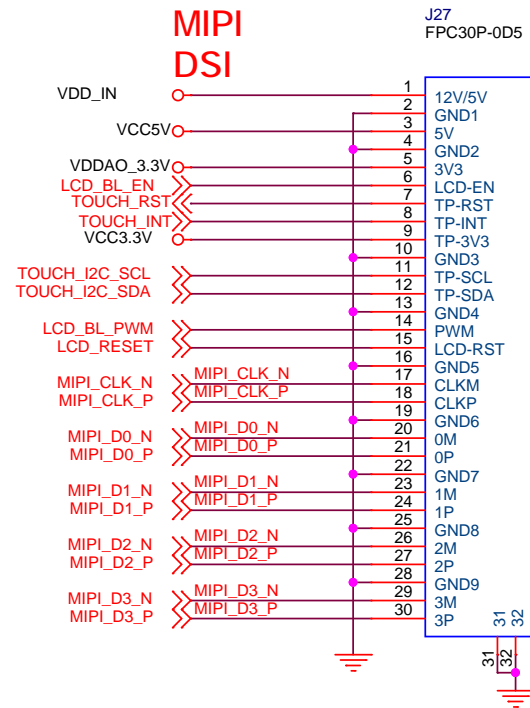 MIPI
DSI
J27
FPC30P-0D5
VDD_IN 1 12V/5V
2 GND1
VCC5V 3 5V
4 GND2
VDDAO_3.3V 5 3V3
LCD_BL_EN 6 LCD-EN
TOUCH_RST 7 TP-RST
TOUCH_INT 8 TP-INT
VCC3.3V 9 TP-3V3
10 GND3
TOUCH_I2C_SCL 11 TP-SCL
TOUCH_I2C_SDA 12 TP-SDA
13 GND4
LCD_BL_PWM 14 PWM
LCD_RESET 15 LCD-RST
16 GND5
MIPI_CLK_N MIPI_CLK_N 17 CLKM
MIPI_CLK_P MIPI_CLK_P 18 CLKP
19 GND6
MIPI_D0_N MIPI_D0_N 20 0M
MIPI_D0_P MIPI_D0_P 21 0P
22 GND7
MIPI_D1_N MIPI_D1_N 23 1M
MIPI_D1_P MIPI_D1_P 24 1P
25 GND8
MIPI_D2_N MIPI_D2_N 26 2M
MIPI_D2_P MIPI_D2_P 27 2P
28 GND9
MIPI_D3_N MIPI_D3_N 29 3M
MIPI_D3_P MIPI_D3_P 30 3P
31 32
31 32